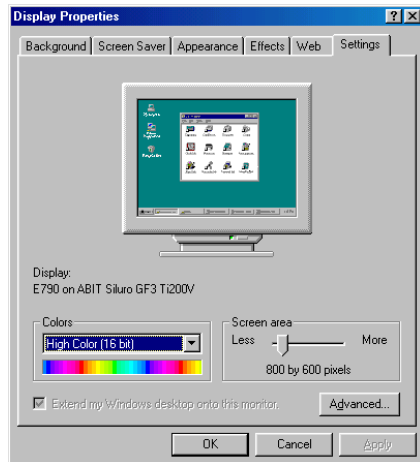 Display Properties
Background Screen Saver Appearance Effects Web Settings
Display:
E790 on ABIT Siluro GF3 Ti200V
Colors
High Color (16 bit)
Screen area
Less More
800 by 600 pixels
Extend my Windows desktop onto this monitor.
Advanced...
OK Cancel Apply